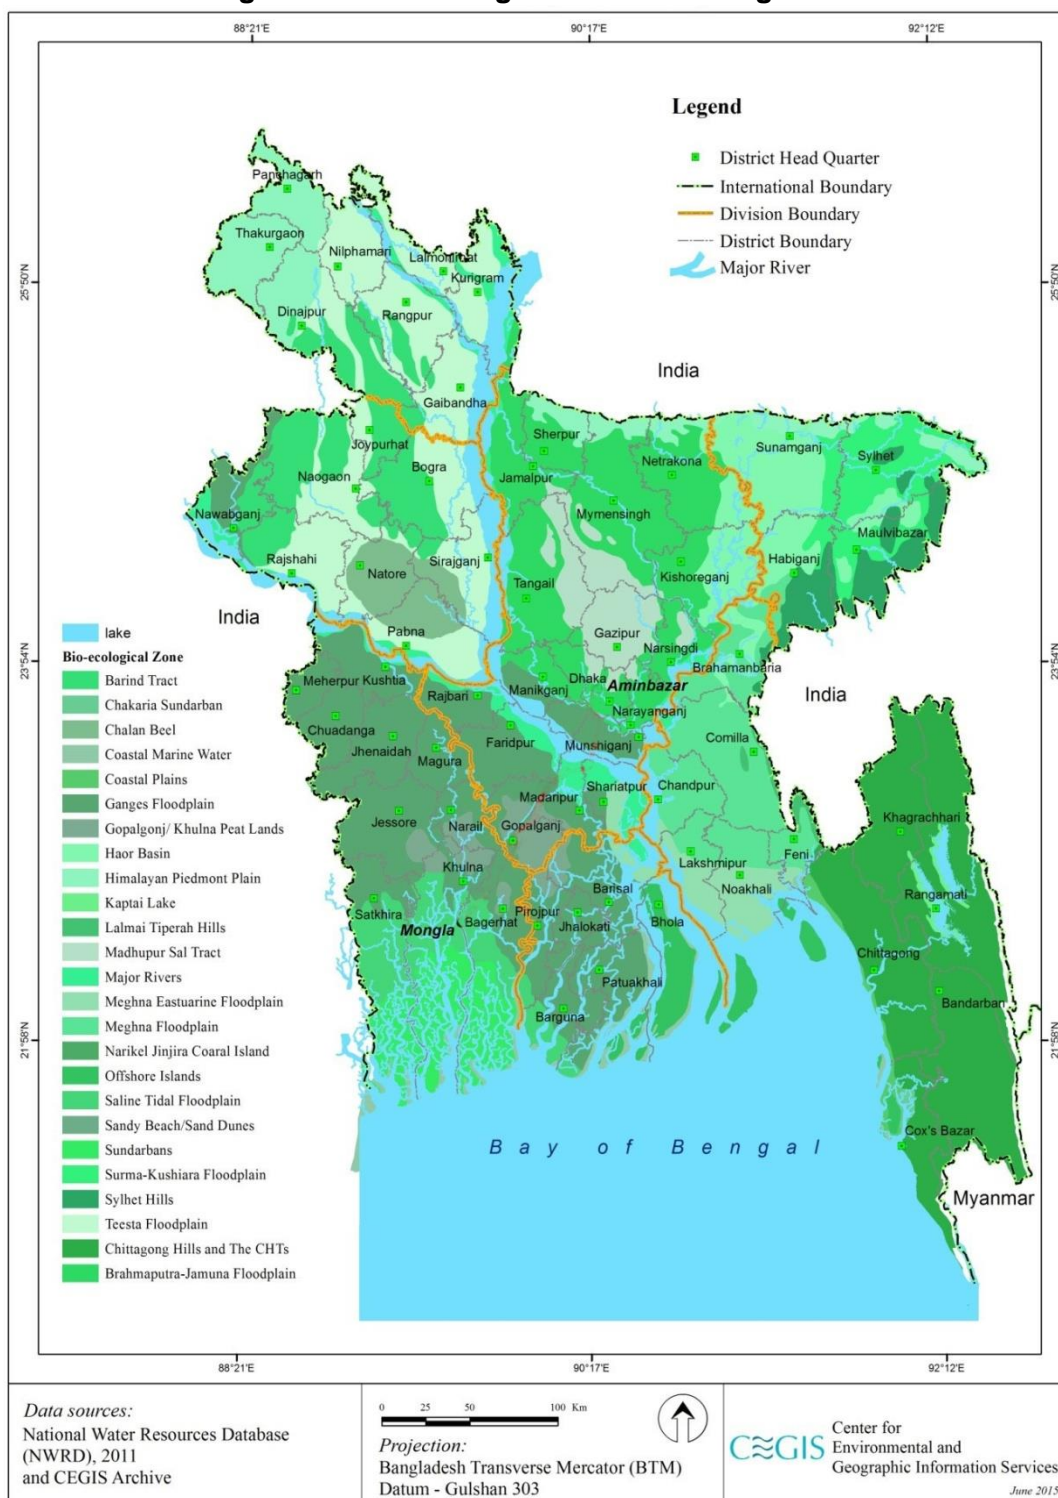 88°21'E
90°17'E
92°12'E
Legend
District Head Quarter
International Boundary
Division Boundary
District Boundary
Major River
25°50'N
25°50'N
Panchagarh
Thakurgaon
Nilphamari
Lalmonirhat
Kurigram
Dinajpur
Rangpur
India
Gaibandha
Sherpur
Sunamganj
Joypurhat
Netrakona
Sylhet
Bogra
Jamalpur
Naogaon
Mymensingh
Nawabganj
Maulvibazar
Rajshahi
Natore
Sirajganj
Kishoreganj
Habiganj
Tangail
India
Gazipur
Pabna
Narsingdi
23°54'N
23°54'N
Brahamanbaria
Meherpur
Kushtia
Rajbari
Manikganj
Dhaka
Aminbazar
India
Chuadanga
Faridpur
Narayanganj
Jhenaidah
Munshiganj
Comilla
Magura
Shariatpur
Chandpur
Madaripur
Jessore
Narail
Gopalganj
Khagrachhari
Khulna
Lakshmipur
Feni
Noakhali
Barisal
Rangamati
Satkhira
Bagerhat
Pirojpur
Jhalokati
Bhola
Mongla
Chittagong
Patuakhali
Bandarban
Barguna
21°58'N
21°58'N
Cox's Bazar
Bay of Bengal
Myanmar
lake
Bio-ecological Zone
Barind Tract
Chakaria Sundarban
Chalan Beel
Coastal Marine Water
Coastal Plains
Ganges Floodplain
Gopalgonj/ Khulna Peat Lands
Haor Basin
Himalayan Piedmont Plain
Kaptai Lake
Lalmai Tiperah Hills
Madhupur Sal Tract
Major Rivers
Meghna Eastuarine Floodplain
Meghna Floodplain
Narikel Jinjira Coaral Island
Offshore Islands
Saline Tidal Floodplain
Sandy Beach/Sand Dunes
Sundarbans
Surma-Kushiara Floodplain
Sylhet Hills
Teesta Floodplain
Chittagong Hills and The CHTs
Brahmaputra-Jamuna Floodplain
88°21'E
90°17'E
92°12'E
Data sources:
National Water Resources Database
(NWRD), 2011
and CEGIS Archive
0 25 50 100 Km
Projection:
Bangladesh Transverse Mercator (BTM)
Datum - Gulshan 303
CEGIS
Center for
Environmental and
Geographic Information Services
June 2015